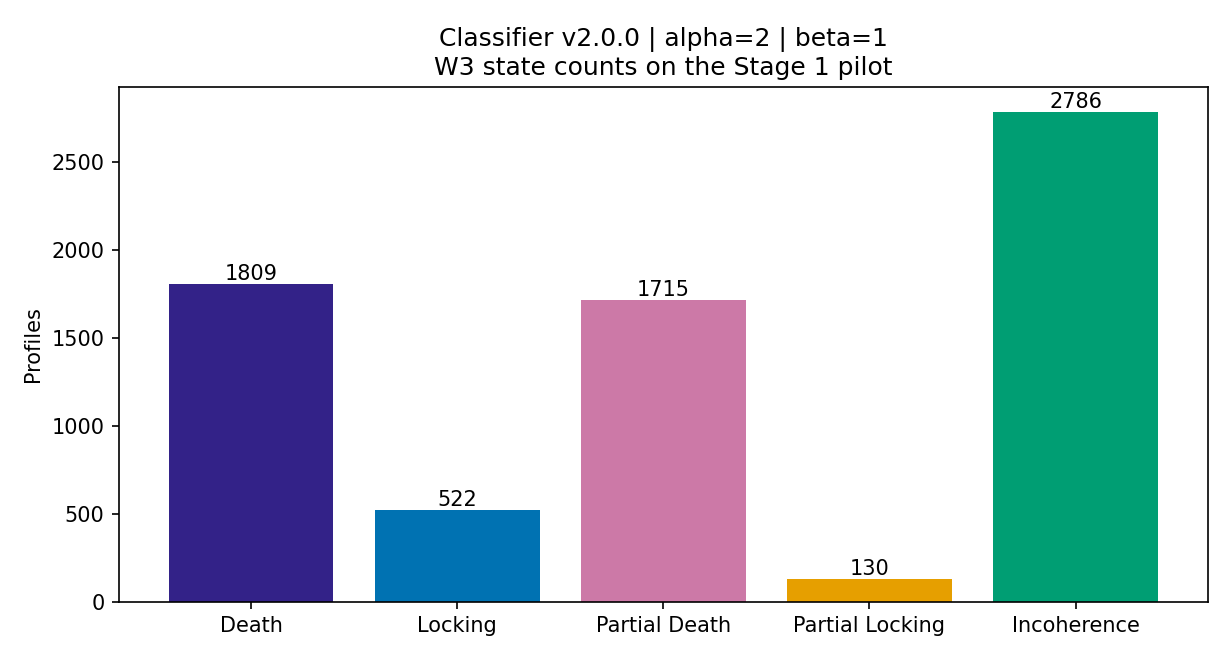 Classifier v2.0.0 | alpha=2 | beta=1
W3 state counts on the Stage 1 pilot
Profiles
2500
2000
1500
1000
500
0
1809
522
1715
130
2786
Death
Locking
Partial Death
Partial Locking
Incoherence